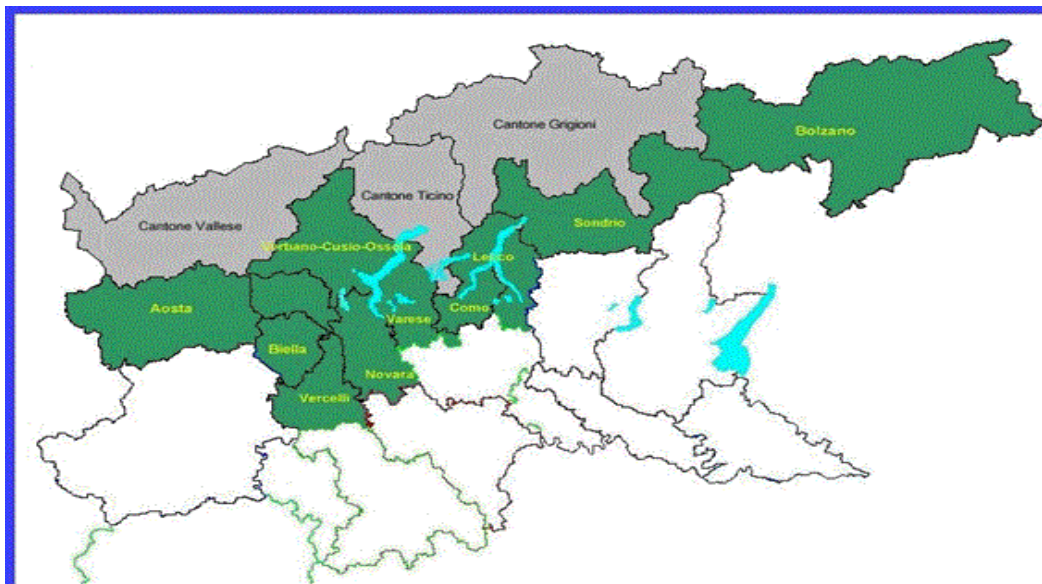 Cantone Grigioni
Bolzano
Cantone Ticino
Cantone Vallese
Sondrio
Verbano-Cusio-Ossola
Lecco
Aosta
Como
Varese
Biella
Novara
Vercelli